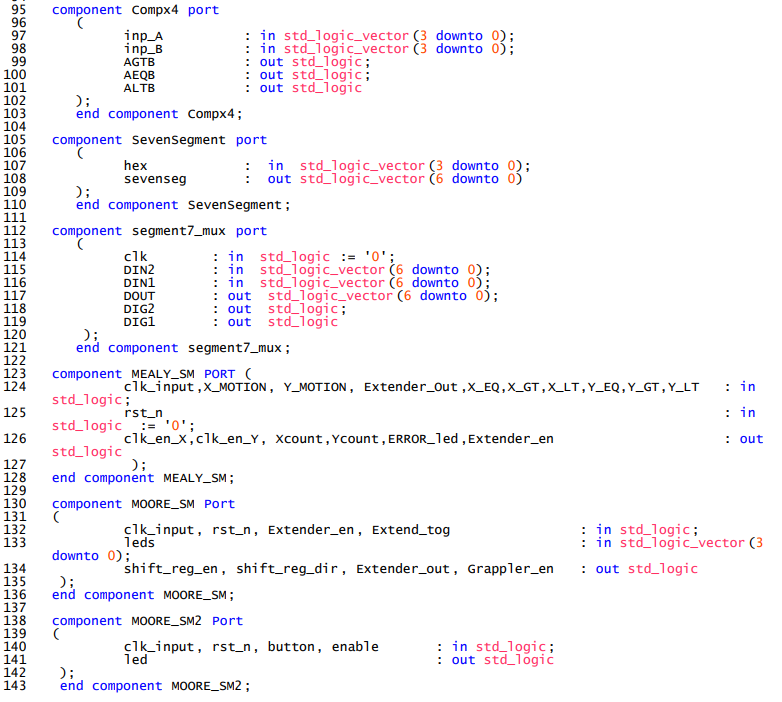 95 component Compx4 port
96 (
97 inp_A : in std_logic_vector(3 downto 0);
98 inp_B : in std_logic_vector(3 downto 0);
99 AGTB : out std_logic;
100 AEQB : out std_logic;
101 ALTB : out std_logic
102 );
103 end component Compx4;
104
105 component SevenSegment port
106 (
107 hex : in std_logic_vector(3 downto 0);
108 sevenseg : out std_logic_vector(6 downto 0)
109 );
110 end component SevenSegment;
111
112 component segment7_mux port
113 (
114 clk : in std_logic := '0';
115 DIN2 : in std_logic_vector(6 downto 0);
116 DIN1 : in std_logic_vector(6 downto 0);
117 DOUT : out std_logic_vector(6 downto 0);
118 DIG2 : out std_logic;
119 DIG1 : out std_logic
120 );
121 end component segment7_mux;
122
123 component MEALY_SM PORT (
124 clk_input,X_MOTION, Y_MOTION, Extender_Out,X_EQ,X_GT,X_LT,Y_EQ,Y_GT,Y_LT : in
std_logic;
125 rst_n : in
std_logic := '0';
126 clk_en_X,clk_en_Y, Xcount,Ycount,ERROR_led,Extender_en : out
std_logic
127 );
128 end component MEALY_SM;
129
130 component MOORE_SM Port
131 (
132 clk_input, rst_n, Extender_en, Extend_tog : in std_logic;
133 leds : in std_logic_vector(3
downto 0);
134 shift_reg_en, shift_reg_dir, Extender_out, Grappler_en : out std_logic
135 );
136 end component MOORE_SM;
137
138 component MOORE_SM2 Port
139 (
140 clk_input, rst_n, button, enable : in std_logic;
141 led : out std_logic
142 );
143 end component MOORE_SM2;